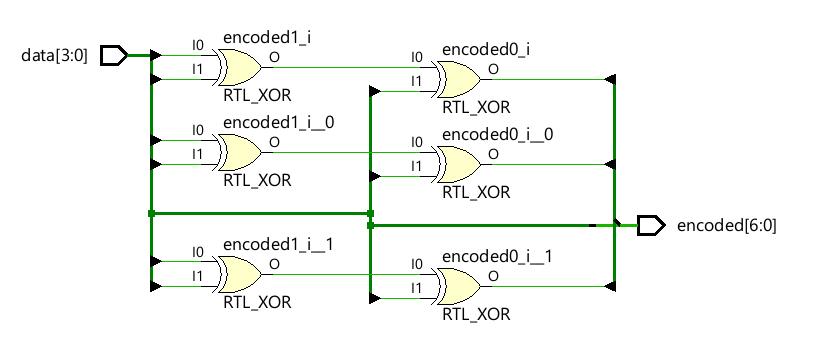 encoded1_i
data[3:0]
I0
O
I1
RTL_XOR
encoded0_i
I0
O
I1
RTL_XOR
encoded1_i__0
I0
O
I1
RTL_XOR
encoded0_i__0
I0
O
I1
RTL_XOR
encoded[6:0]
encoded1_i__1
I0
O
I1
RTL_XOR
encoded0_i__1
I0
O
I1
RTL_XOR